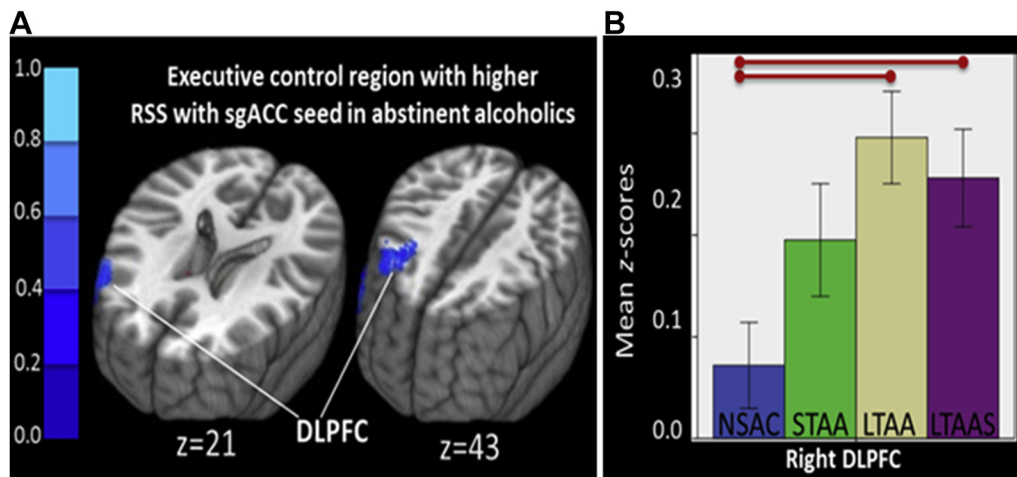 A
1.0
0.8
0.6
0.4
0.2
0.0
Executive control region with higher
RSS with sgACC seed in abstinent alcoholics
DLPFC
z=21
z=43
B
Mean z-scores
0.3
0.2
0.1
0.0
NSAC STAA LTAA LTAAS
Right DLPFC